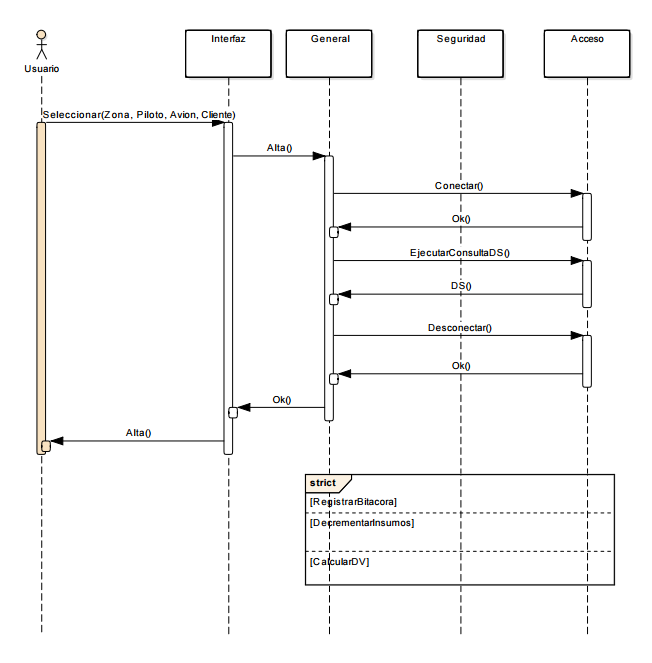 Usuario
Interfaz
General
Seguridad
Acceso
Seleccionar(Zona, Piloto, Avion, Cliente)
Alta()
Conectar()
Ok()
EjecutarConsultaDS()
DS()
Desconectar()
Ok()
Ok()
Alta()
strict
[RegistrarBitacora]
[DecrementarInsumos]
[CalcularDV]